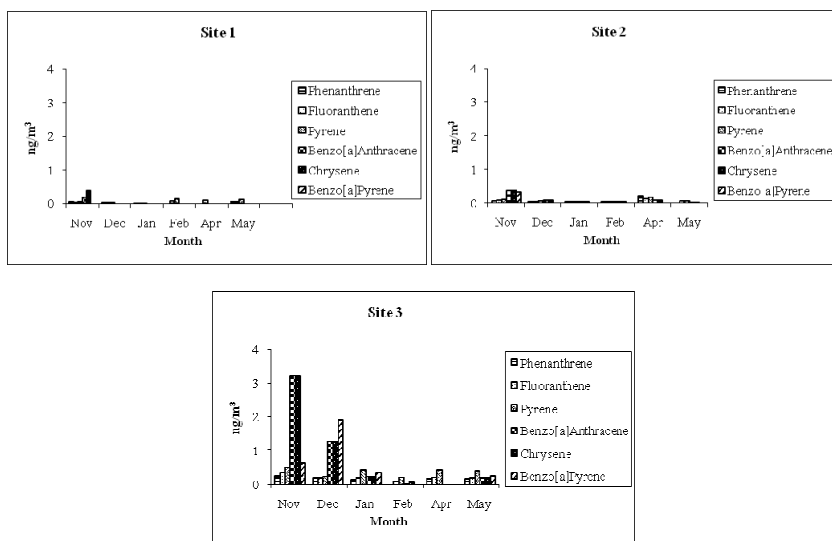 Site 1
4
3
2
1
0
ng/m³
Nov Dec Jan Feb Apr May
Month
Phenanthrene
Fluoranthene
Pyrene
Benzo[a]Anthracene
Chrysene
Benzo[a]Pyrene
Site 2
4
3
2
1
0
ng/m³
Nov Dec Jan Feb Apr May
Month
Phenanthrene
Fluoranthene
Pyrene
Benzo[a]Anthracene
Chrysene
Benzo[a]Pyrene
Site 3
4
3
2
1
0
ng/m³
Nov Dec Jan Feb Apr May
Month
Phenanthrene
Fluoranthene
Pyrene
Benzo[a]Anthracene
Chrysene
Benzo[a]Pyrene